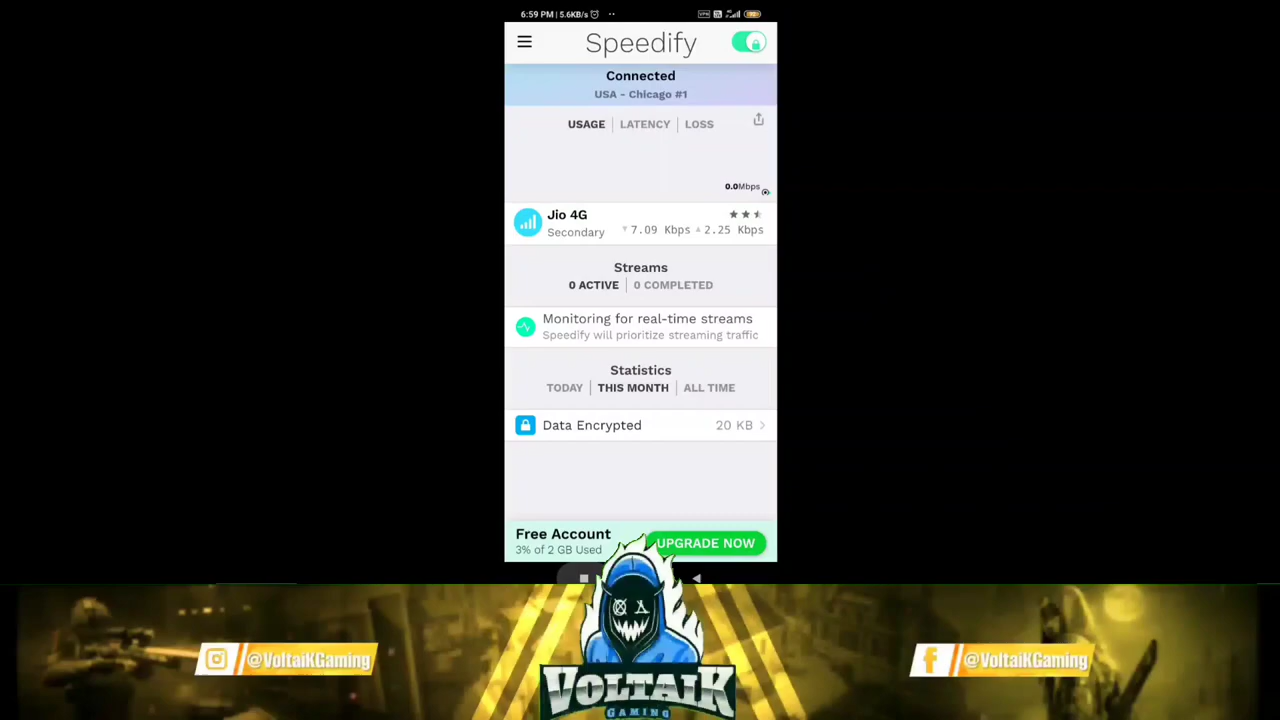 6:59 PM | 5.6KB/s
VPN
Speedify
Connected
USA - Chicago #1
USAGE | LATENCY | LOSS
0.0Mbps
Jio 4G
Secondary 7.09 Kbps 2.25 Kbps
Streams
0 ACTIVE | 0 COMPLETED
Monitoring for real-time streams
Speedify will prioritize streaming traffic
Statistics
TODAY | THIS MONTH | ALL TIME
Data Encrypted 20 KB
Free Account
3% of 2 GB Used
UPGRADE NOW
@VoltaiKGaming
@VoltaiKGaming
VOLTAIK
GAMING